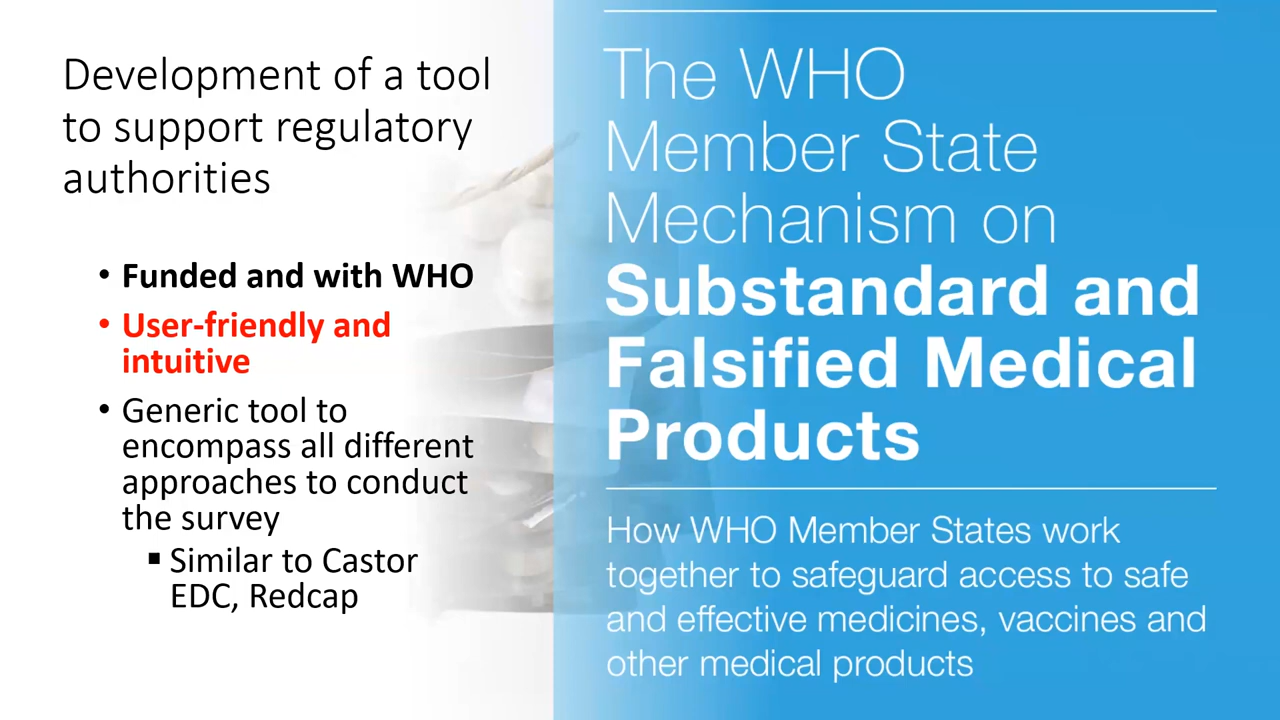 Development of a tool
to support regulatory
authorities
• Funded and with WHO
• User-friendly and
intuitive
• Generic tool to
encompass all different
approaches to conduct
the survey
▪ Similar to Castor
EDC, Redcap
The WHO
Member State
Mechanism on
Substandard and
Falsified Medical
Products
How WHO Member States work
together to safeguard access to safe
and effective medicines, vaccines and
other medical products